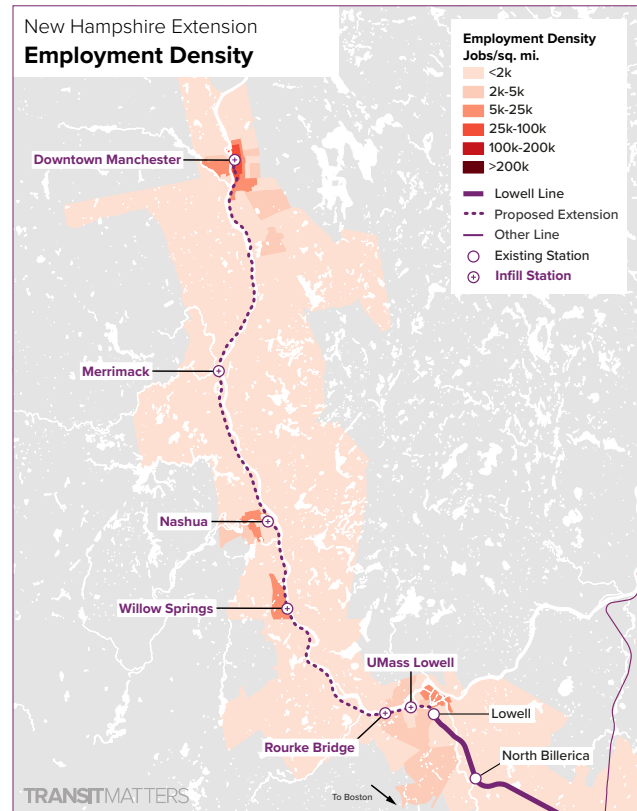 New Hampshire Extension
Employment Density
Employment Density
Jobs/sq. mi.
<2k
2k-5k
5k-25k
25k-100k
100k-200k
>200k
Lowell Line
Proposed Extension
Other Line
Existing Station
Infill Station
Downtown Manchester
Merrimack
Nashua
Willow Springs
UMass Lowell
Lowell
Rourke Bridge
North Billerica
To Boston
TRANSITMATTERS